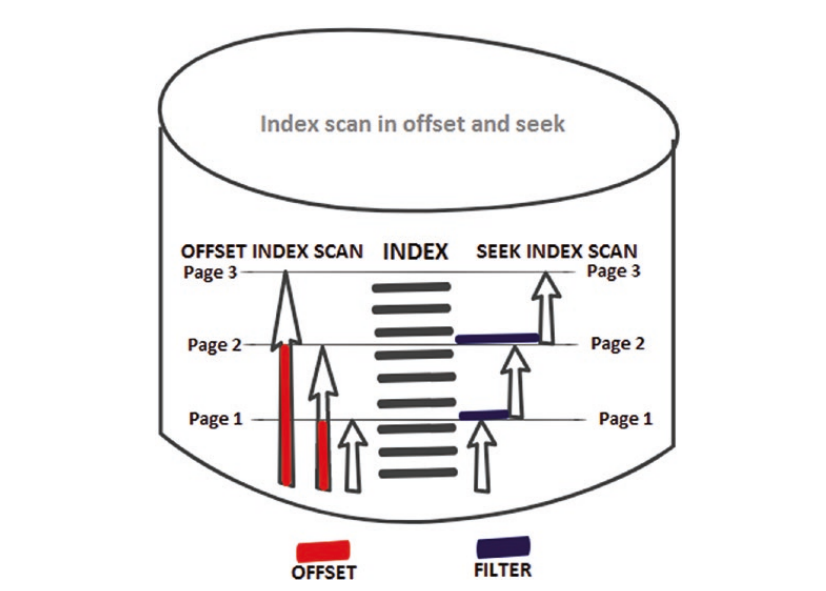 Index scan in offset and seek
OFFSET INDEX SCAN INDEX SEEK INDEX SCAN
Page 3 Page 3
Page 2 Page 2
Page 1 Page 1
OFFSET FILTER